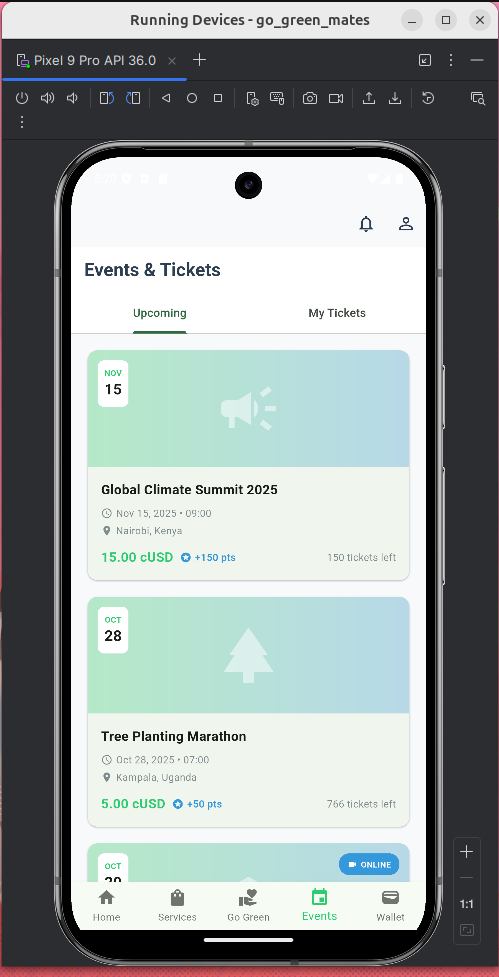 Running Devices - go_green_mates
Pixel 9 Pro API 36.0
Events & Tickets
Upcoming
My Tickets
NOV
15
Global Climate Summit 2025
Nov 15, 2025 • 09:00
Nairobi, Kenya
15.00 cUSD
+150 pts
150 tickets left
OCT
28
Tree Planting Marathon
Oct 28, 2025 • 07:00
Kampala, Uganda
5.00 cUSD
+50 pts
766 tickets left
OCT
ONLINE
Home
Services
Go Green
Events
Wallet
1:1